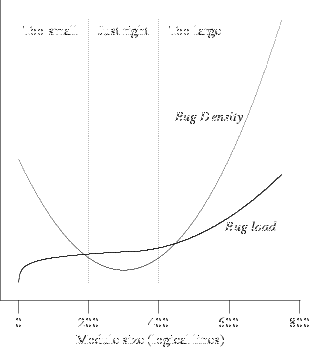 Too small Just right Too large
Bug Density
Bug load
0 200 400 600 800
Module size (logical lines)